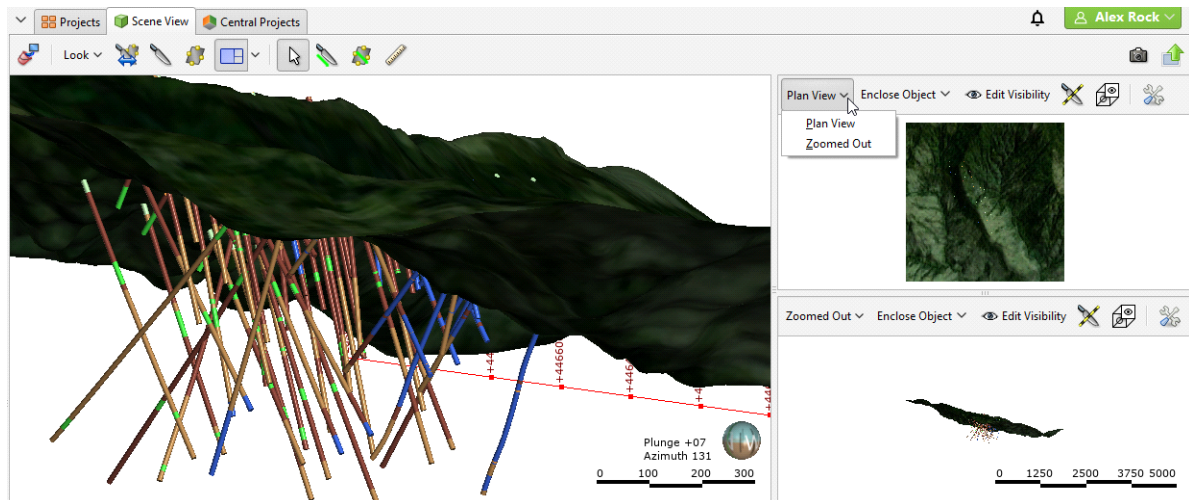 Projects
Scene View
Central Projects
Alex Rock
Look
Plan View
Enclose Object
Edit Visibility
Plan View
Zoomed Out
Zoomed Out
Enclose Object
Edit Visibility
+44660
Plunge +07
Azimuth 131
0 100 200 300
0 1250 2500 3750 5000